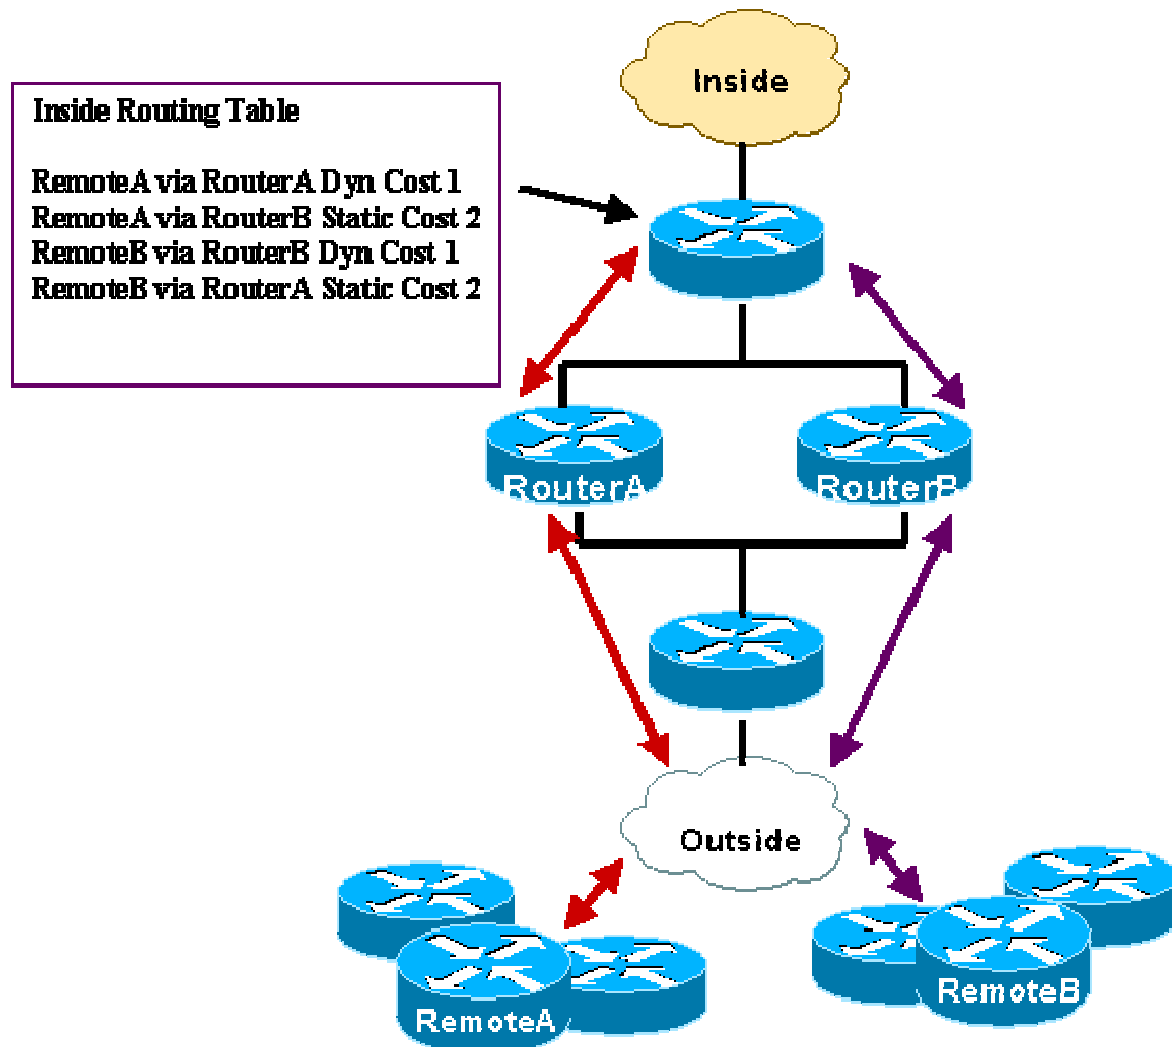 Inside
Inside Routing Table
RemoteA via RouterA Dyn Cost 1
RemoteA via RouterB Static Cost 2
RemoteB via RouterB Dyn Cost 1
RemoteB via RouterA Static Cost 2
RouterA
RouterB
Outside
RemoteA
RemoteB